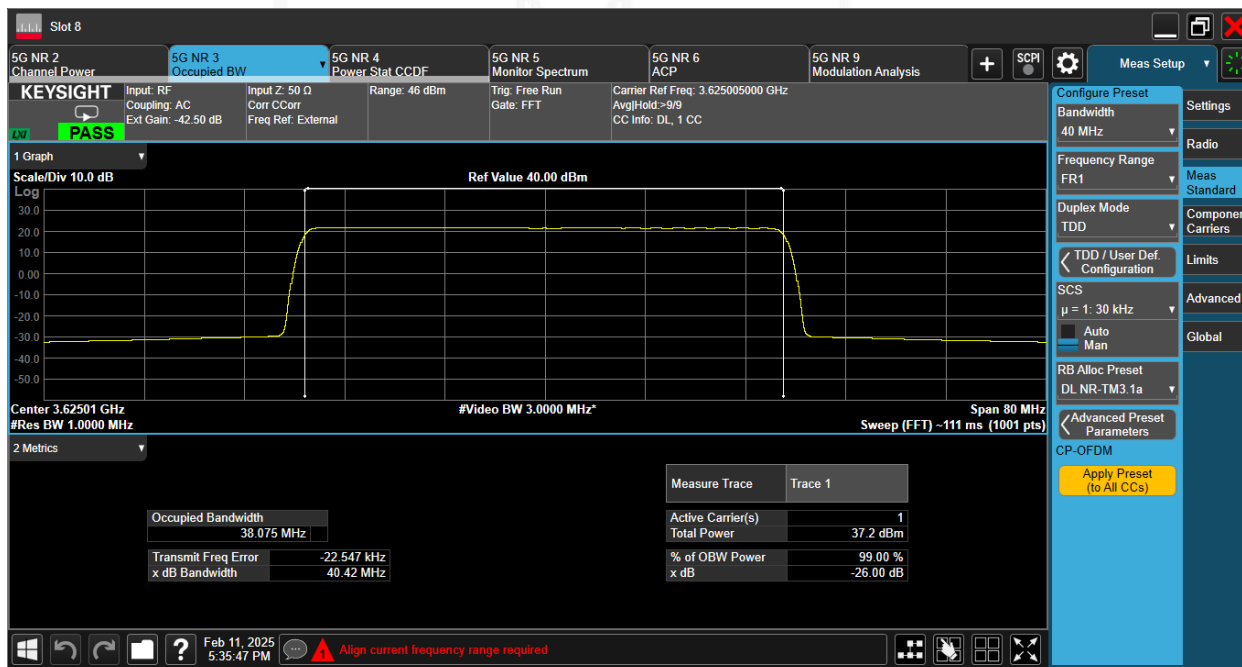 Slot 8
5G NR 2
Channel Power
5G NR 3
Occupied BW
5G NR 4
Power Stat CCDF
5G NR 5
Monitor Spectrum
5G NR 6
ACP
5G NR 9
Modulation Analysis
SCPI
Meas Setup
KEYSIGHT
LXI
PASS
Input: RF
Coupling: AC
Ext Gain: -42.50 dB
Input Z: 50 Ω
Corr CCorr
Freq Ref: External
Range: 46 dBm
Trig: Free Run
Gate: FFT
Carrier Ref Freq: 3.625005000 GHz
Avg|Hold:>9/9
CC Info: DL, 1 CC
1 Graph
Scale/Div 10.0 dB
Ref Value 40.00 dBm
Log
30.0
20.0
10.0
0.00
-10.0
-20.0
-30.0
-40.0
-50.0
Center 3.62501 GHz
#Video BW 3.0000 MHz*
Span 80 MHz
#Res BW 1.0000 MHz
Sweep (FFT) ~111 ms (1001 pts)
2 Metrics
Measure Trace Trace 1
Occupied Bandwidth
38.075 MHz
Active Carrier(s) 1
Total Power 37.2 dBm
Transmit Freq Error -22.547 kHz
x dB Bandwidth 40.42 MHz
% of OBW Power 99.00 %
x dB -26.00 dB
Configure Preset
Bandwidth
40 MHz
Frequency Range
FR1
Duplex Mode
TDD
TDD / User Def.
Configuration
SCS
µ = 1: 30 kHz
Auto
Man
RB Alloc Preset
DL NR-TM3.1a
Advanced Preset
Parameters
CP-OFDM
Apply Preset
(to All CCs)
Settings
Radio
Meas
Standard
Componen
Carriers
Limits
Advanced
Global
?
Feb 11, 2025
5:35:47 PM
1
Align current frequency range required